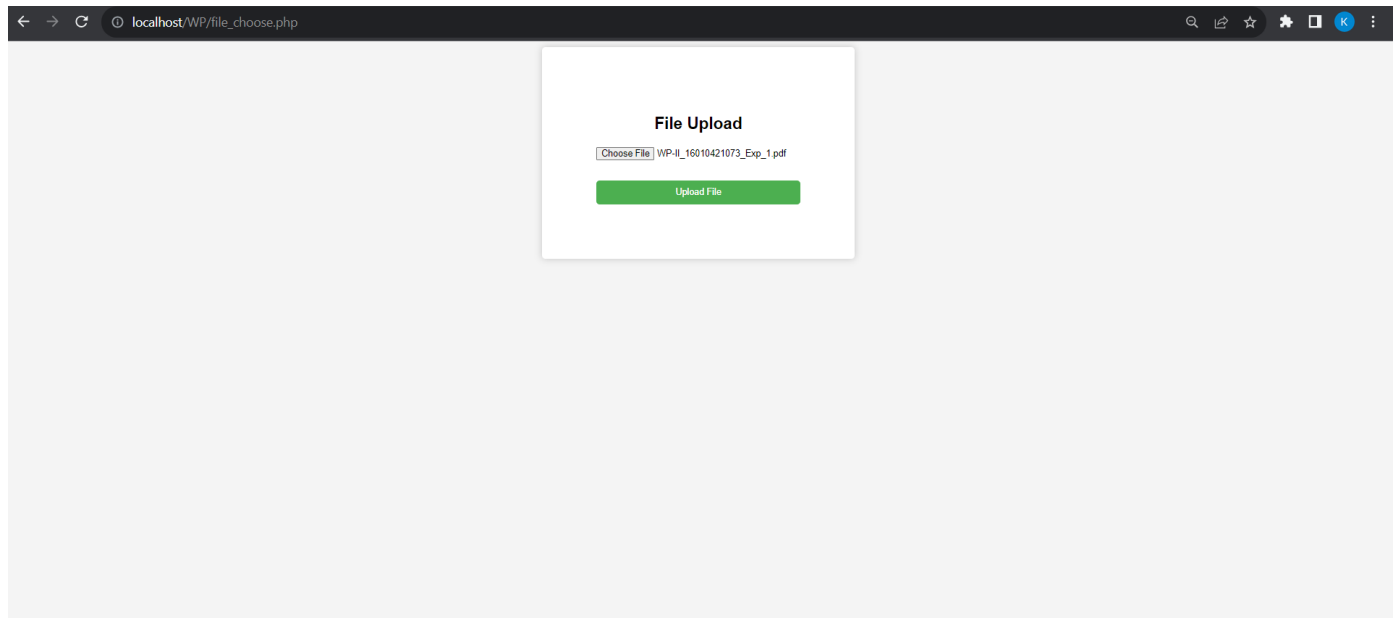 localhost/WP/file_choose.php
K
File Upload
Choose File WP-II_16010421073_Exp_1.pdf
Upload File